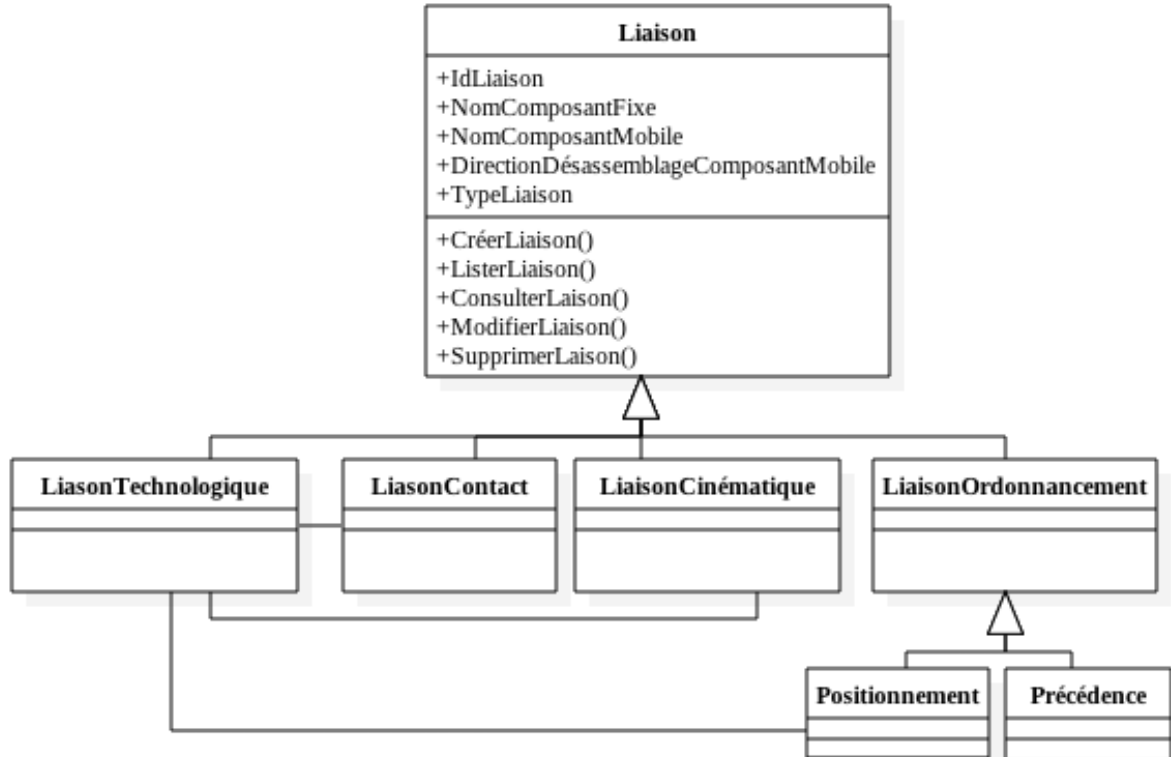 Liaison
+IdLiaison
+NomComposantFixe
+NomComposantMobile
+DirectionDésassemblageComposantMobile
+TypeLiaison
+CréerLiaison()
+ListerLiaison()
+ConsulterLaison()
+ModifierLiaison()
+SupprimerLaison()
LiasonTechnologique
LiasonContact
LiaisonCinématique
LiaisonOrdonnancement
Positionnement
Précédence